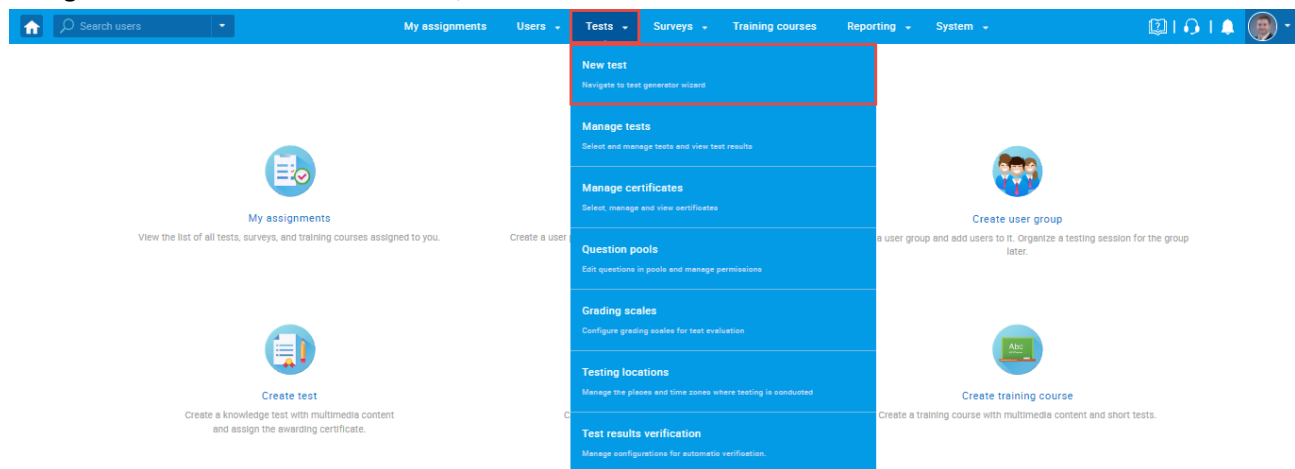 Search users
My assignments Users Tests Surveys Training courses Reporting System
New test
Navigate to test generator wizard
Manage tests
Select and manage tests and view test results
Manage certificates
Select, manage and view certificates
Question pools
Edit questions in pools and manage permissions
Grading scales
Configure grading scales for test evaluation
Testing locations
Manage the places and time zones where testing is conducted
Test results verification
Manage configurations for automatic verification.
My assignments
View the list of all tests, surveys, and training courses assigned to you.
Create a user
Create user group
a user group and add users to it. Organize a testing session for the group
later.
Create test
Create a knowledge test with multimedia content
and assign the awarding certificate.
Abc
Create training course
Create a training course with multimedia content and short tests.